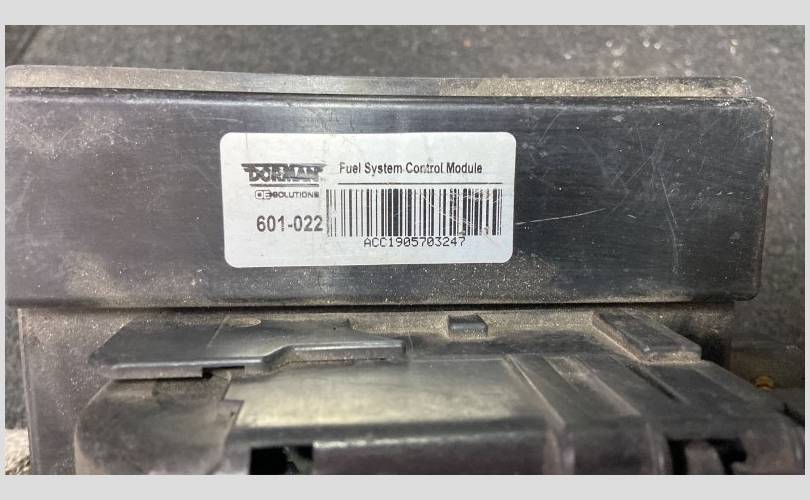 DORMAN
OE SOLUTIONS
Fuel System Control Module
601-022
ACC1905703247